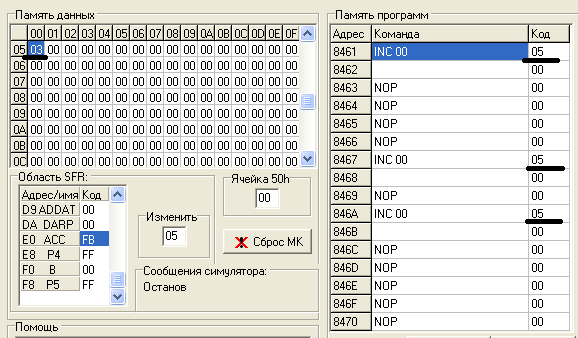 Память данных
00 01 02 03 04 05 06 07 08 09 0A 0B 0C 0D 0E 0F
05 03 00 00 00 00 00 00 00 00 00 00 00 00 00 00 00
06 00 00 00 00 00 00 00 00 00 00 00 00 00 00 00 00
07 00 00 00 00 00 00 00 00 00 00 00 00 00 00 00 00
08 00 00 00 00 00 00 00 00 00 00 00 00 00 00 00 00
09 00 00 00 00 00 00 00 00 00 00 00 00 00 00 00 00
0A 00 00 00 00 00 00 00 00 00 00 00 00 00 00 00 00
0B 00 00 00 00 00 00 00 00 00 00 00 00 00 00 00 00
0C 00 00 00 00 00 00 00 00 00 00 00 00 00 00 00 00
Область SFR:
Адрес/имя Код
D9 ADDAT 00
DA DARP 00
E0 ACC FB
E8 P4 FF
F0 B 00
F8 P5 FF
Изменить
05
Ячейка 50h
00
Сброс МК
Сообщения симулятора:
Останов
Помощь
Память программ
Адрес Команда Код
8461 INC 00 05
8462 00
8463 NOP 00
8464 NOP 00
8465 NOP 00
8466 NOP 00
8467 INC 00 05
8468 00
8469 NOP 00
846A INC 00 05
846B 00
846C NOP 00
846D NOP 00
846E NOP 00
846F NOP 00
8470 NOP 00